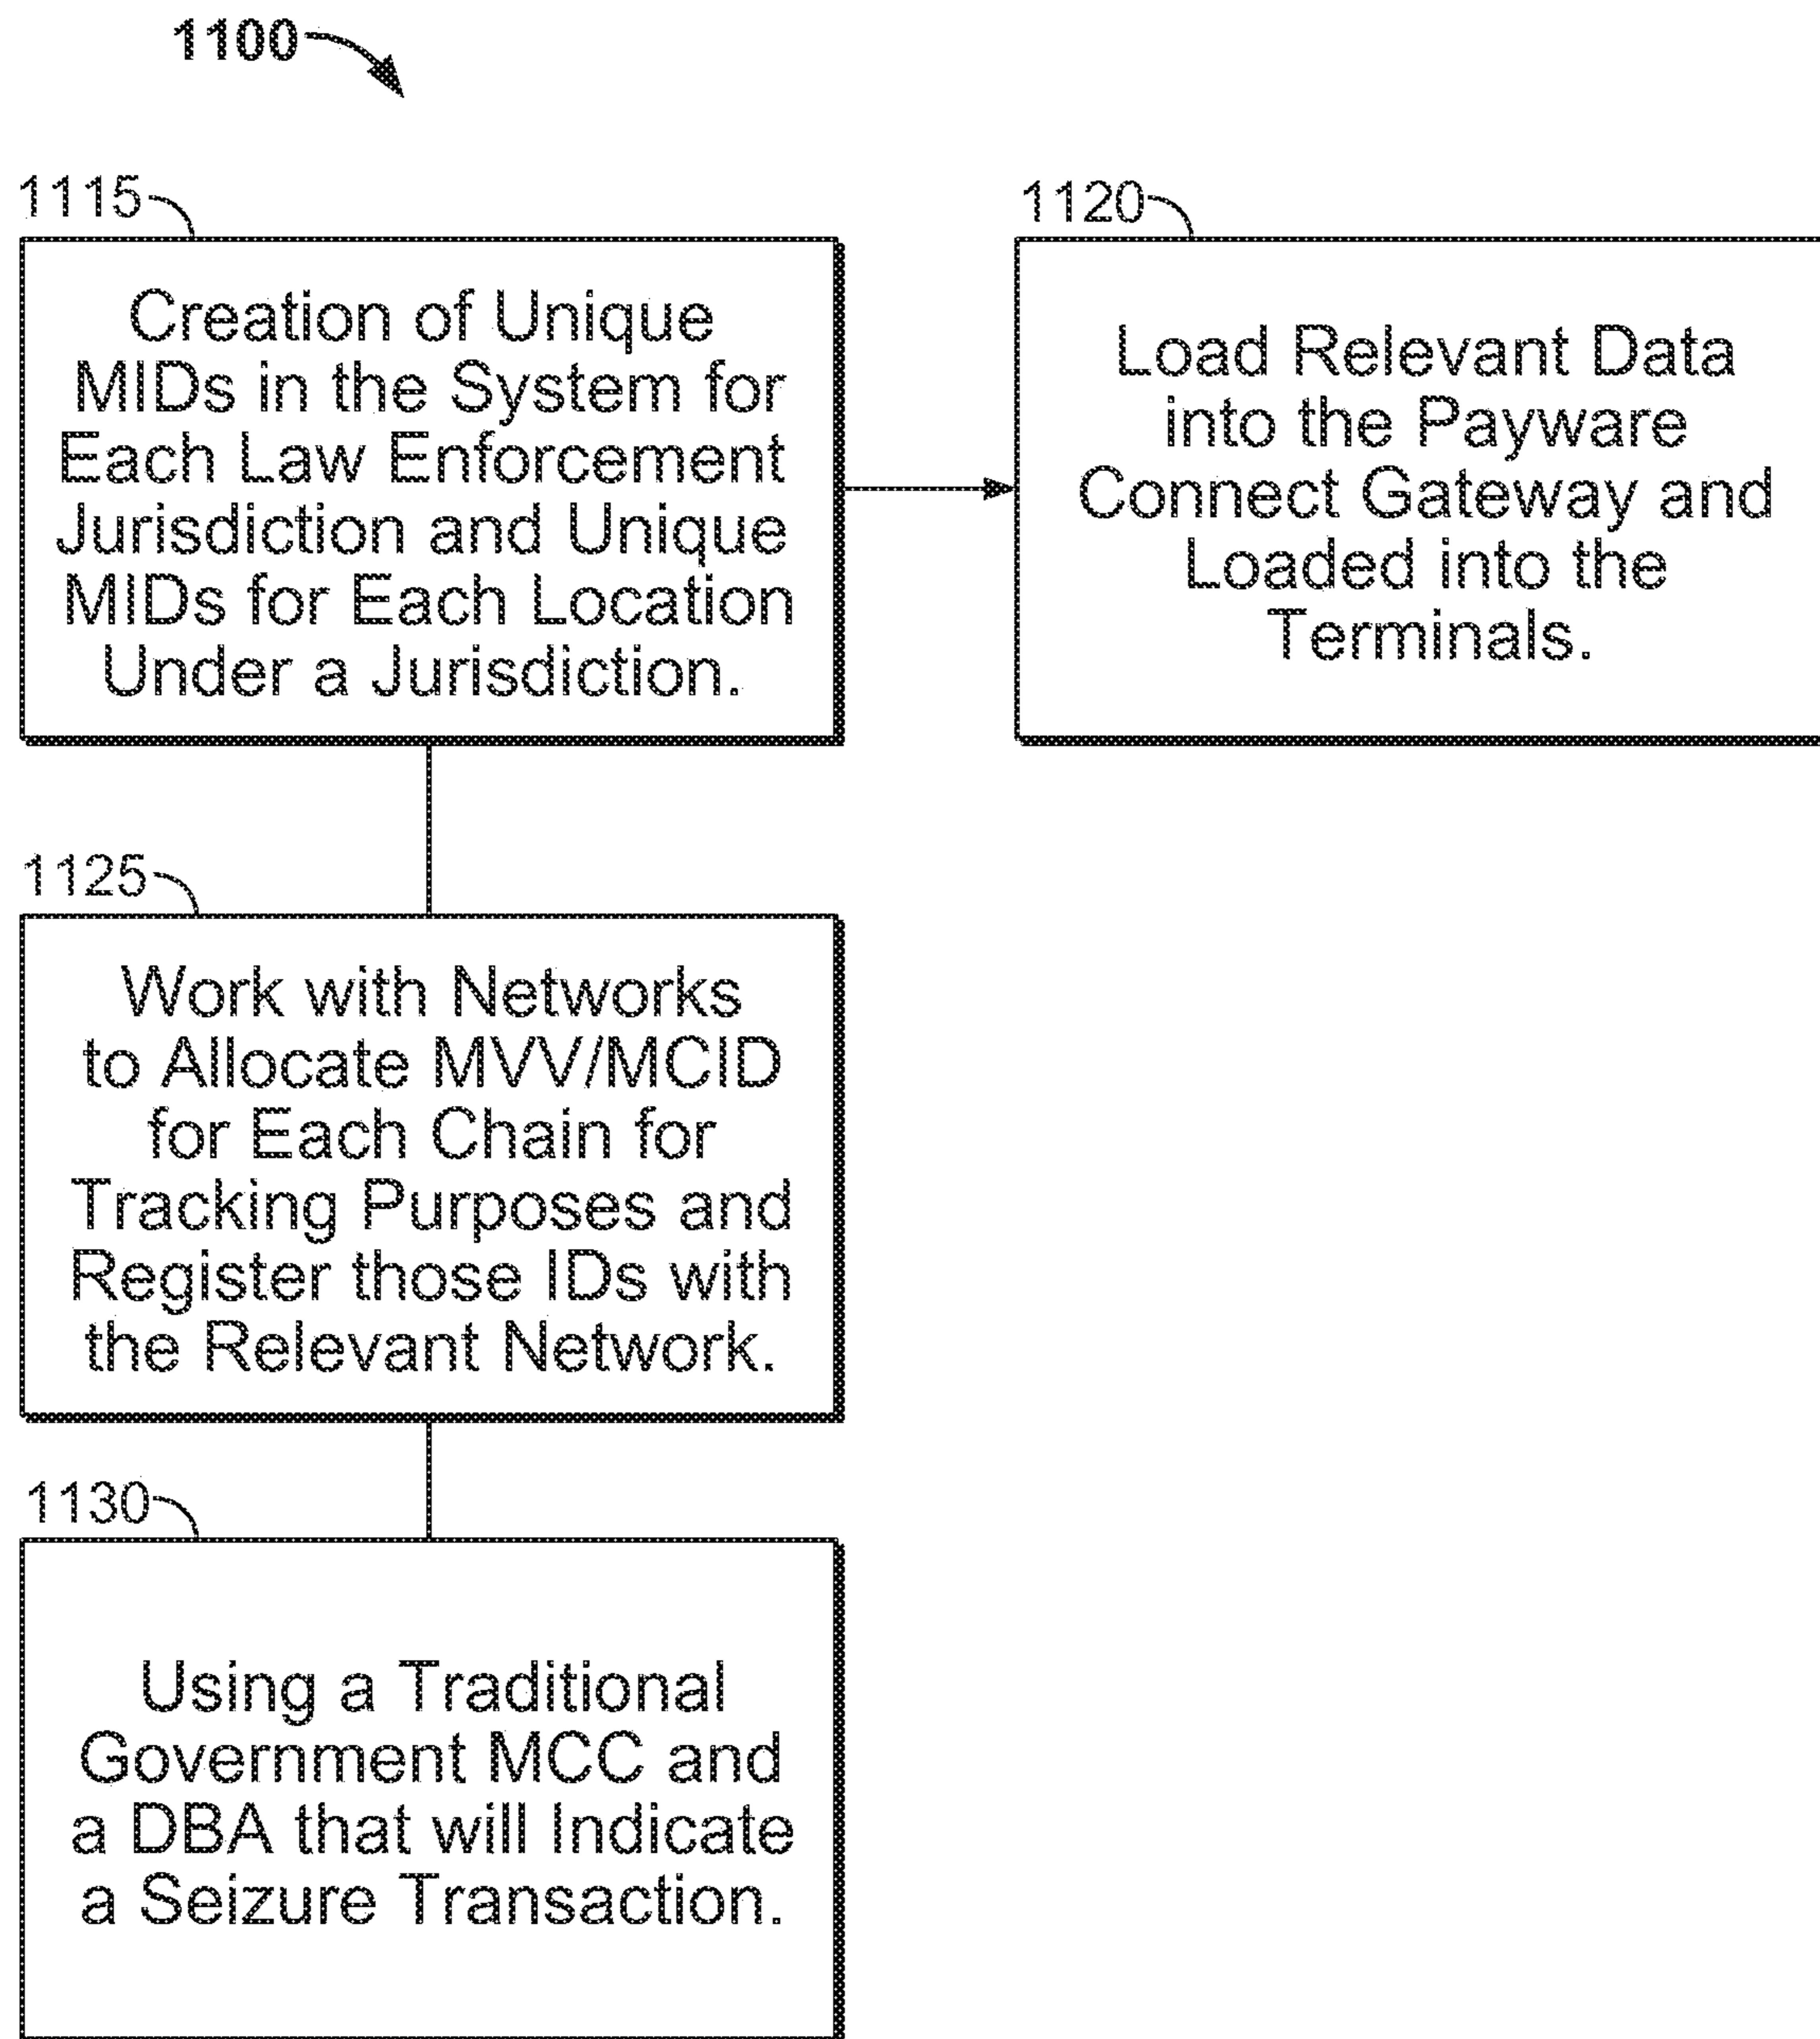 1100
1115
Creation of Unique
MIDs in the System for
Each Law Enforcement
Jurisdiction and Unique
MIDs for Each Location
Under a Jurisdiction.
1120
Load Relevant Data
into the Payware
Connect Gateway and
Loaded into the
Terminals.
1125
Work with Networks
to Allocate MVV/MCID
for Each Chain for
Tracking Purposes and
Register those IDs with
the Relevant Network.
1130
Using a Traditional
Government MCC and
a DBA that will Indicate
a Seizure Transaction.